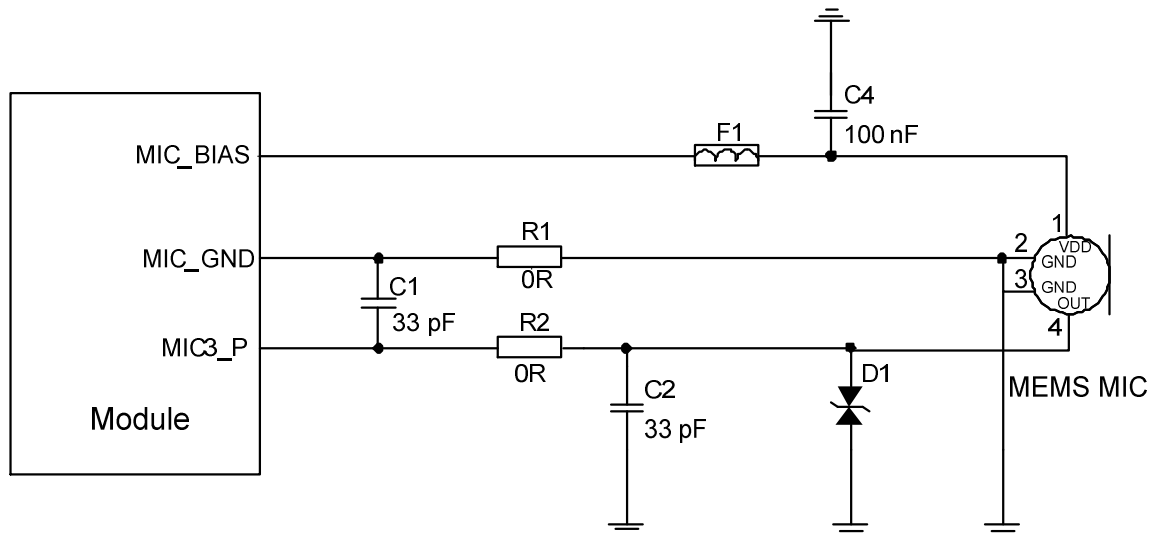 C4
100 nF
F1
MIC_BIAS
1
VDD
R1
2
MIC_GND
GND
0R
3
GND
C1
OUT
33 pF
R2
4
MIC3_P
0R
D1
MEMS MIC
C2
Module
33 pF